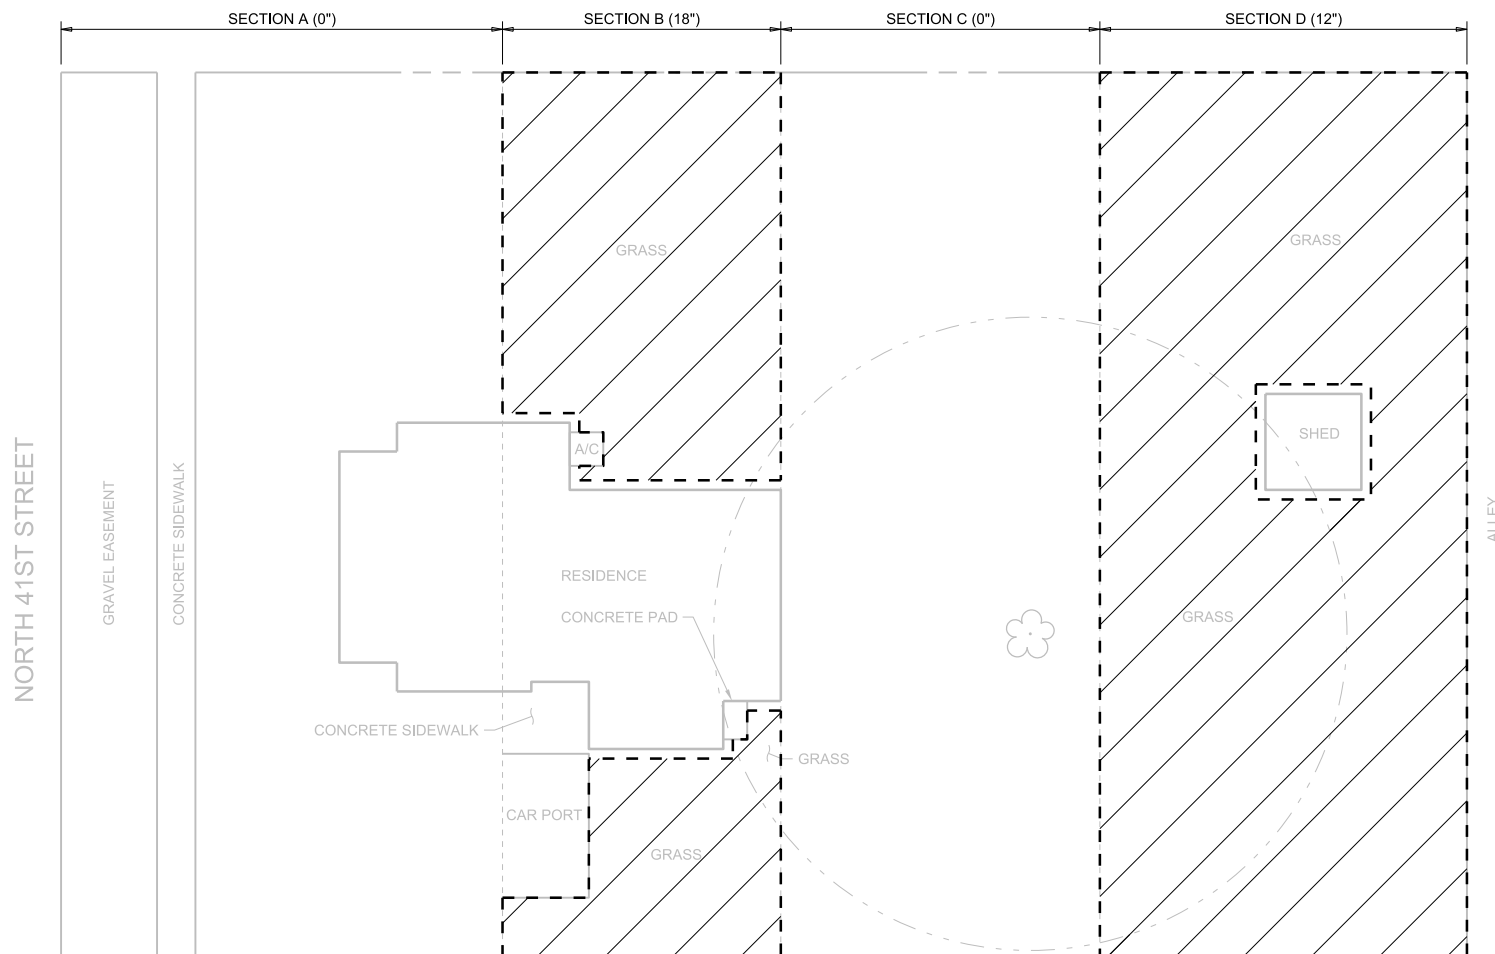 SECTION A (0")
SECTION B (18")
SECTION C (0")
SECTION D (12")
GRASS
GRASS
A/C
SHED
NORTH 41ST STREET
GRAVEL EASEMENT
CONCRETE SIDEWALK
RESIDENCE
CONCRETE PAD
GRASS
ALLEY
CONCRETE SIDEWALK
GRASS
CAR PORT
GRASS